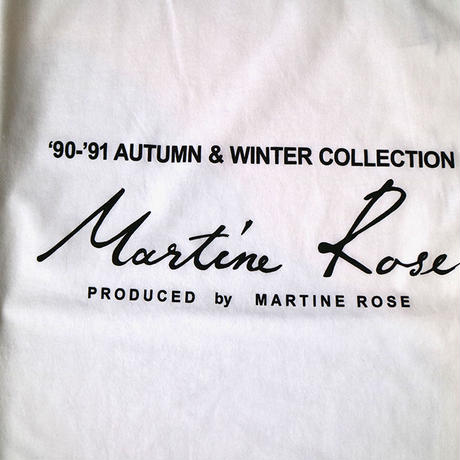 ‘90-’91 AUTUMN & WINTER COLLECTION
Martine Rose
PRODUCED by MARTINE ROSE